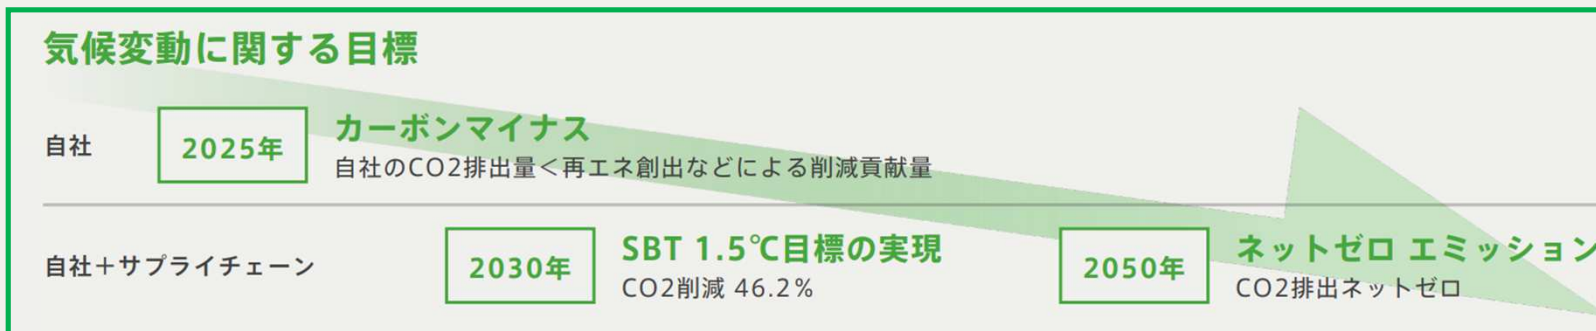 気候変動に関する目標
自社
2025年
カーボンマイナス
自社のCO2排出量＜再エネ創出などによる削減貢献量
自社＋サプライチェーン
2030年
SBT 1.5℃目標の実現
CO2削減 46.2%
2050年
ネットゼロ エミッション
CO2排出ネットゼロ